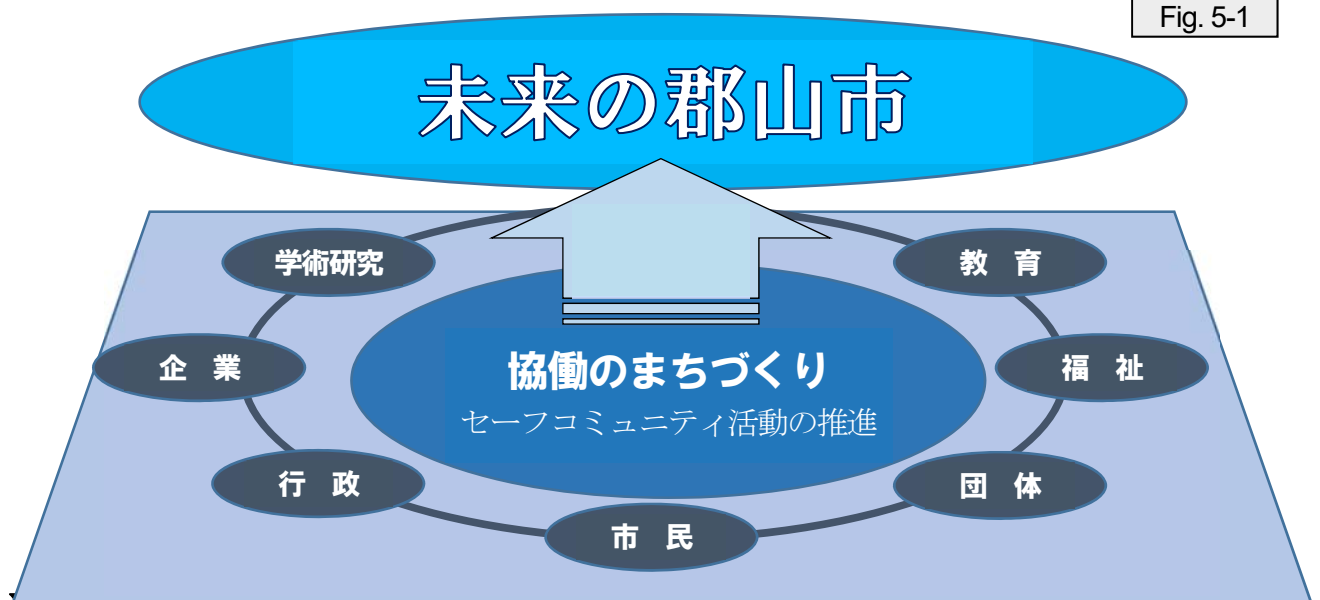 Fig. 5-1
未来の郡山市
学術研究
教 育
企 業
福 祉
協働のまちづくり
セーフコミュニティ活動の推進
行 政
団 体
市 民